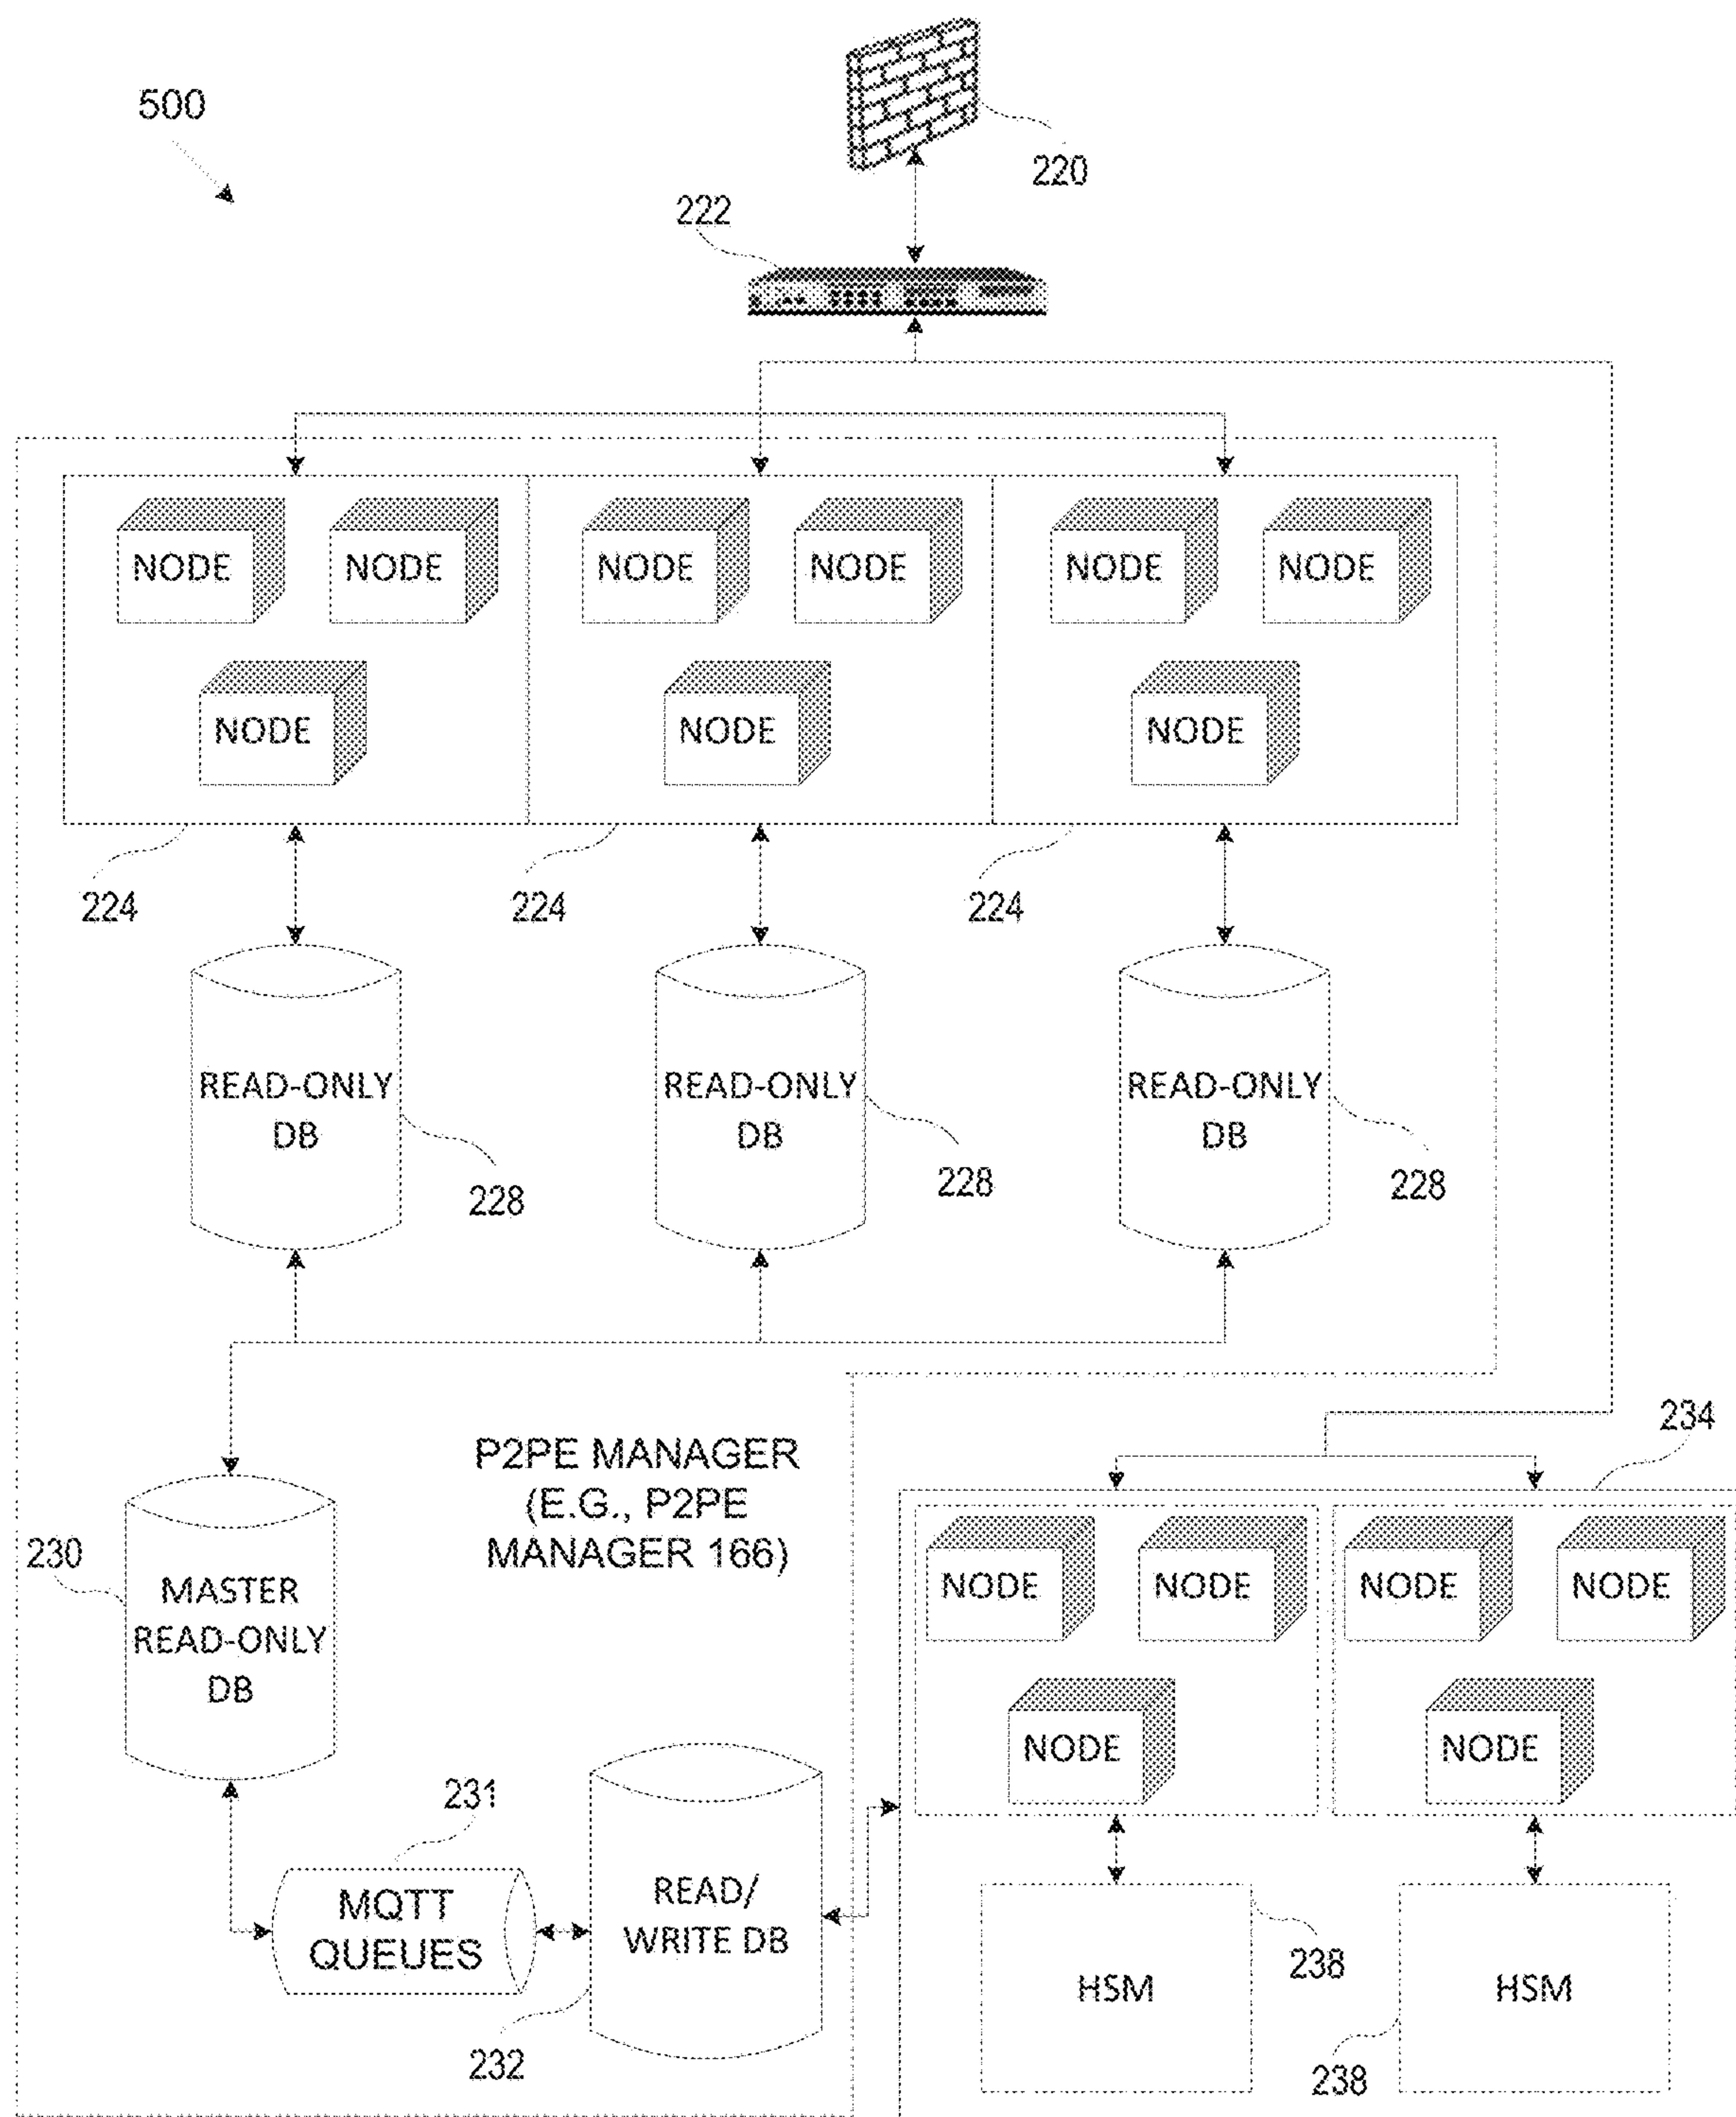 500
220
222
NODE NODE NODE NODE NODE NODE
NODE NODE NODE
224 224 224
READ-ONLY
DB
READ-ONLY
DB
READ-ONLY
DB
228 228 228
P2PE MANAGER
(E.G., P2PE
MANAGER 166)
234
230
MASTER
READ-ONLY
DB
NODE NODE NODE NODE
NODE NODE
231
MQTT
QUEUES
READ/
WRITE DB
232
HSM
238
HSM
238